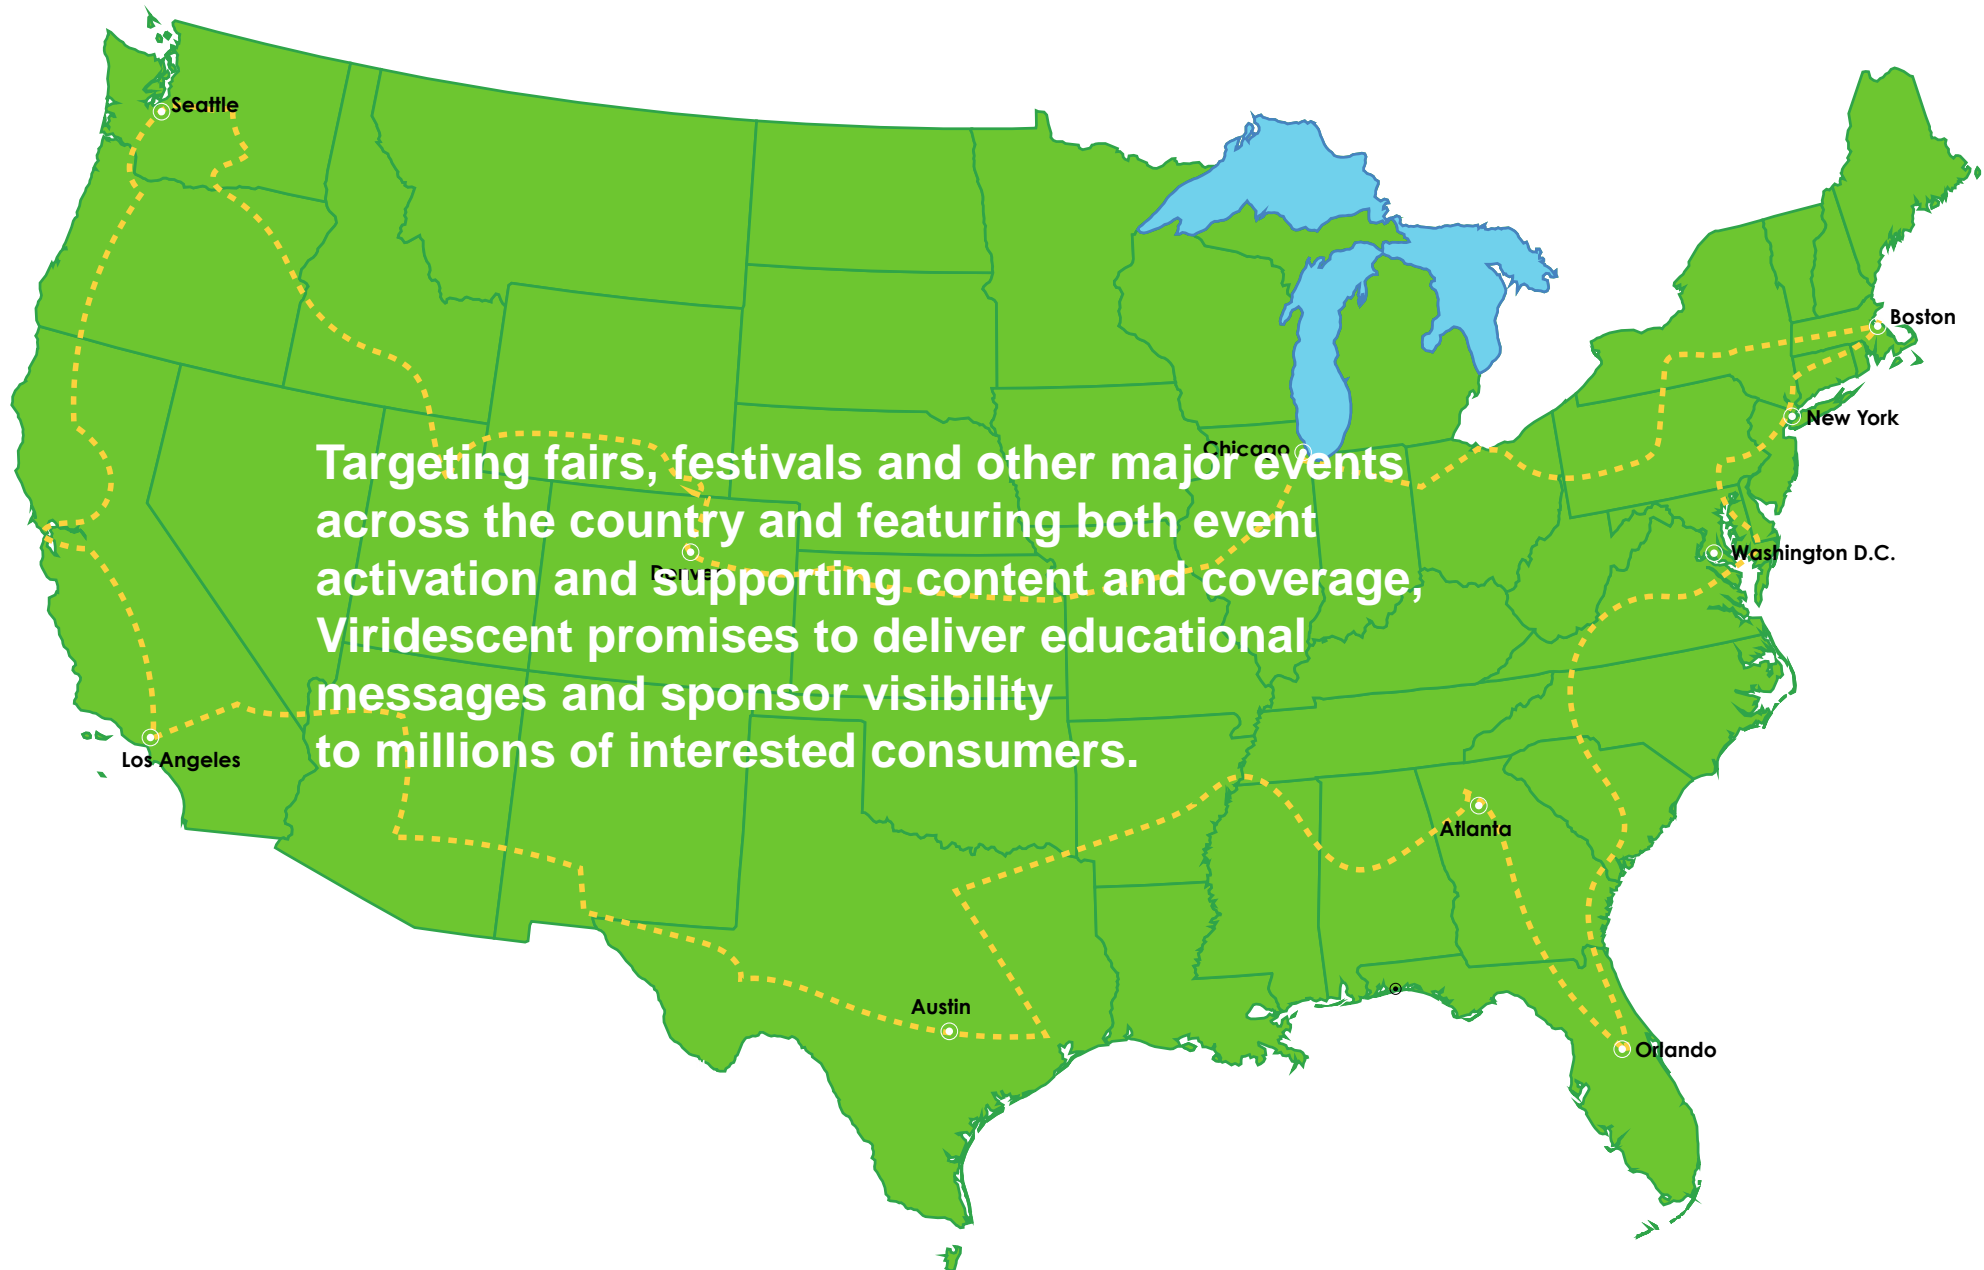 Seattle
Boston
New York
Chicago
Targeting fairs, festivals and other major events
across the country and featuring both event
Washington D.C.
Denver
activation and supporting content and coverage,
Viridescent promises to deliver educational
messages and sponsor visibility
to millions of interested consumers.
Los Angeles
Atlanta
Austin
Orlando